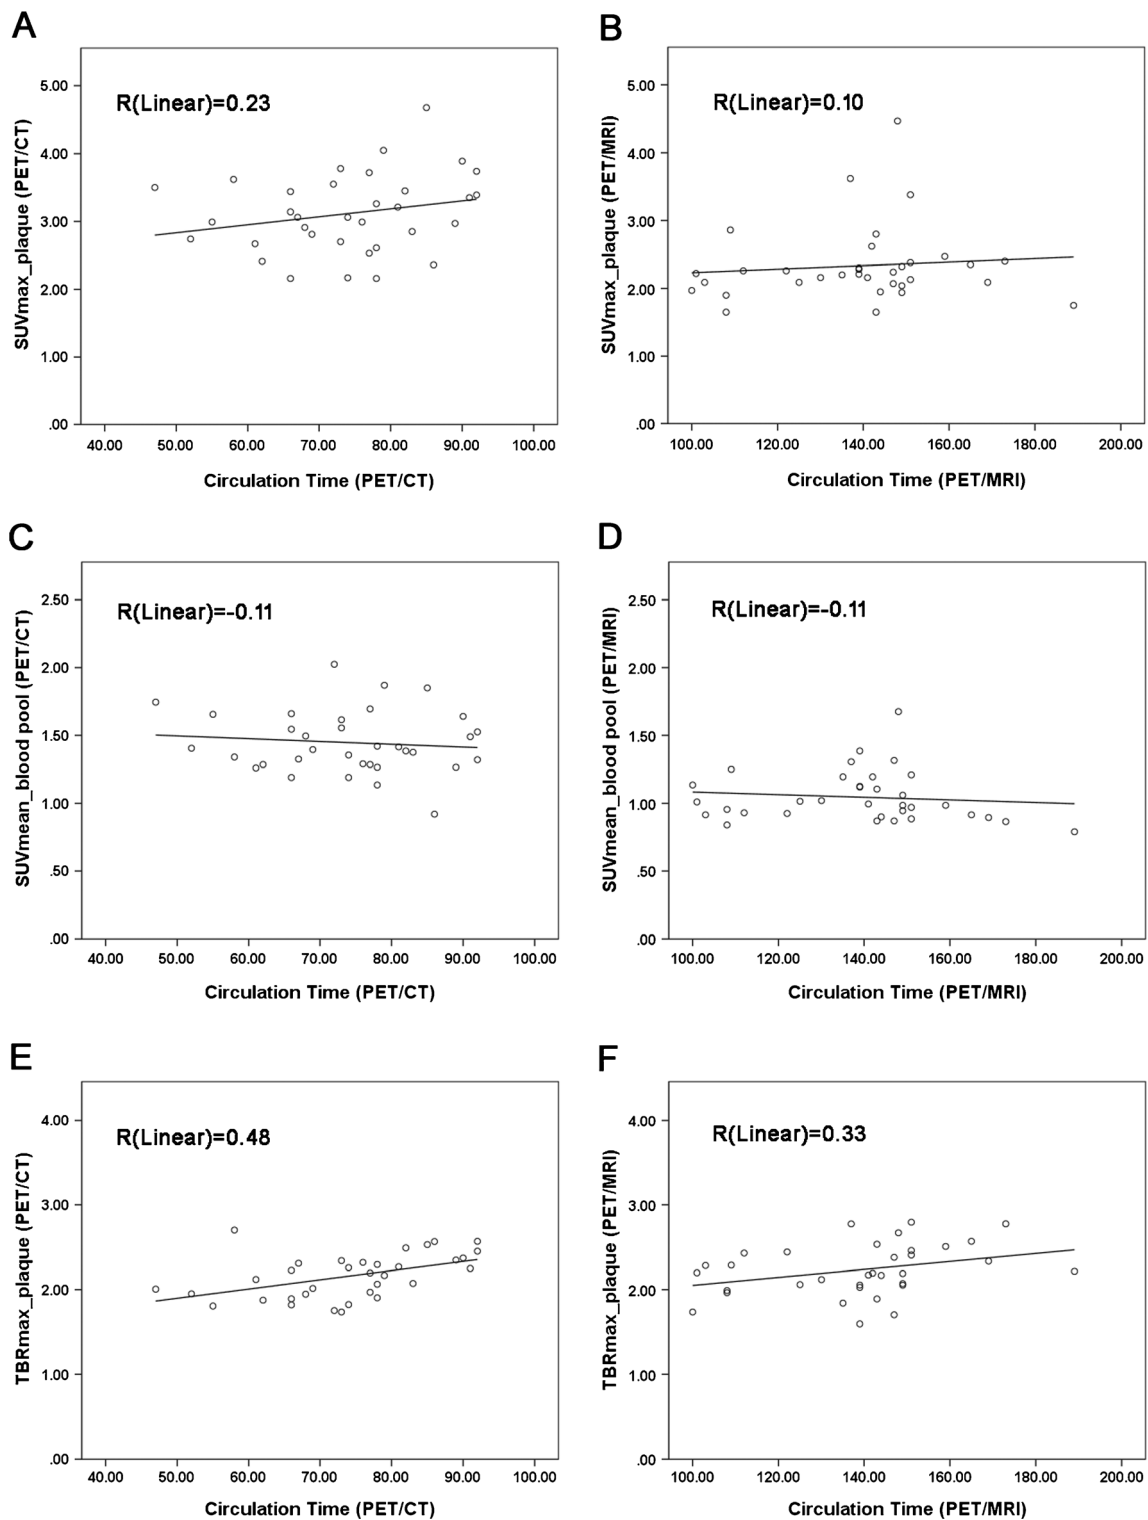 A
R(Linear)=0.23
SUVmax_plaque (PET/CT)
5.00
4.00
3.00
2.00
1.00
.00
40.00 50.00 60.00 70.00 80.00 90.00 100.00
Circulation Time (PET/CT)
B
R(Linear)=0.10
SUVmax_plaque (PET/MRI)
5.00
4.00
3.00
2.00
1.00
.00
100.00 120.00 140.00 160.00 180.00 200.00
Circulation Time (PET/MRI)
C
R(Linear)=-0.11
SUVmean_blood pool (PET/CT)
2.50
2.00
1.50
1.00
.50
.00
40.00 50.00 60.00 70.00 80.00 90.00 100.00
Circulation Time (PET/CT)
D
R(Linear)=-0.11
SUVmean_blood pool (PET/MRI)
2.50
2.00
1.50
1.00
.50
.00
100.00 120.00 140.00 160.00 180.00 200.00
Circulation Time (PET/MRI)
E
R(Linear)=0.48
TBRmax_plaque (PET/CT)
4.00
3.00
2.00
1.00
.00
40.00 50.00 60.00 70.00 80.00 90.00 100.00
Circulation Time (PET/CT)
F
R(Linear)=0.33
TBRmax_plaque (PET/MRI)
4.00
3.00
2.00
1.00
.00
100.00 120.00 140.00 160.00 180.00 200.00
Circulation Time (PET/MRI)